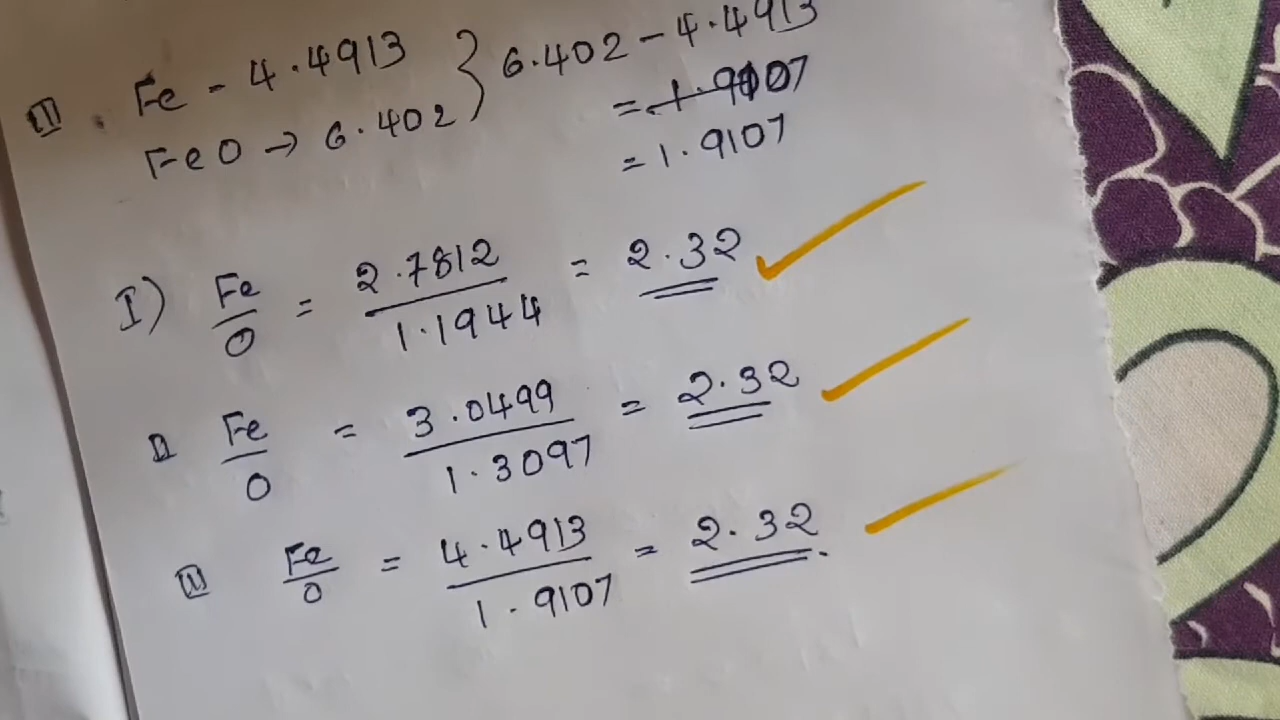 III Fe - 4.4913 } 6.402 - 4.4913
= 1.9107
FeO → 6.402
= 1.9107
I) Fe/O = 2.7812/1.1944 = 2.32 ✓
II Fe/O = 3.0499/1.3097 = 2.32
III Fe/O = 4.4913/1.9107 = 2.32.